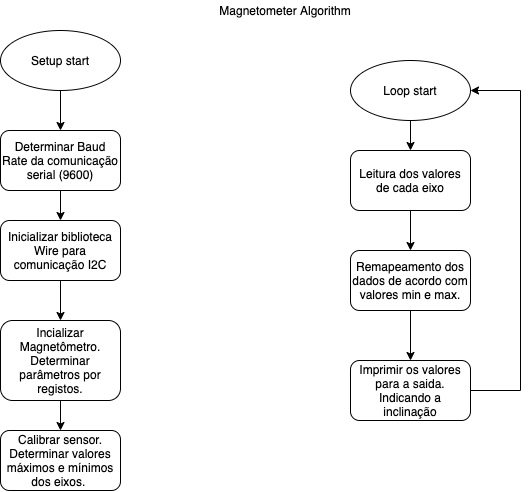 Magnetometer Algorithm
Setup start
Determinar Baud
Rate da comunicação
serial (9600)
Inicializar biblioteca
Wire para
comunicação I2C
Incializar
Magnetômetro.
Determinar
parâmetros por
registos.
Calibrar sensor.
Determinar valores
máximos e mínimos
dos eixos.
Loop start
Leitura dos valores
de cada eixo
Remapeamento dos
dados de acordo com
valores min e max.
Imprimir os valores
para a saida.
Indicando a
inclinação